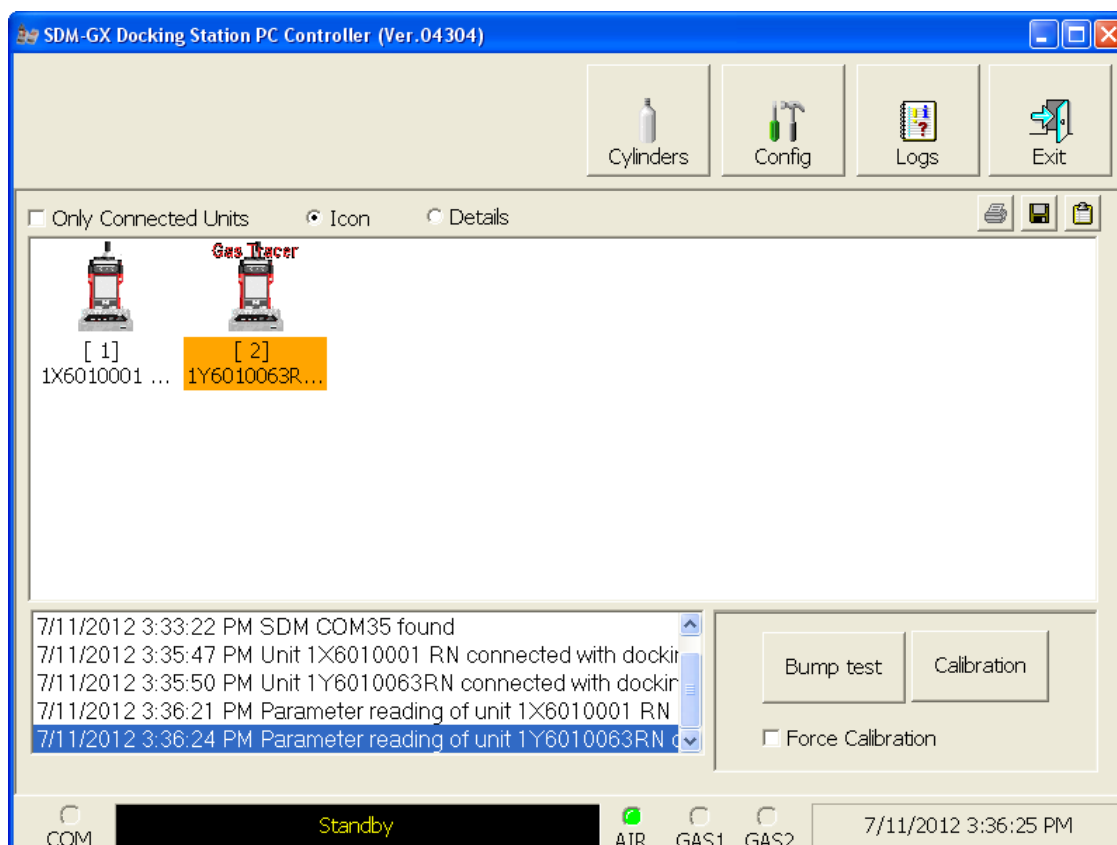 SDM-GX Docking Station PC Controller (Ver.04304)
Cylinders
Config
Logs
Exit
Only Connected Units
Icon
Details
Gas Tracer
[ 1]
1X6010001 ...
[ 2]
1Y6010063R...
7/11/2012 3:33:22 PM SDM COM35 found
7/11/2012 3:35:47 PM Unit 1X6010001 RN connected with dockin
7/11/2012 3:35:50 PM Unit 1Y6010063RN connected with dockin
7/11/2012 3:36:21 PM Parameter reading of unit 1X6010001 RN
7/11/2012 3:36:24 PM Parameter reading of unit 1Y6010063RN
Bump test
Calibration
Force Calibration
COM
Standby
AIR
GAS1
GAS2
7/11/2012 3:36:25 PM